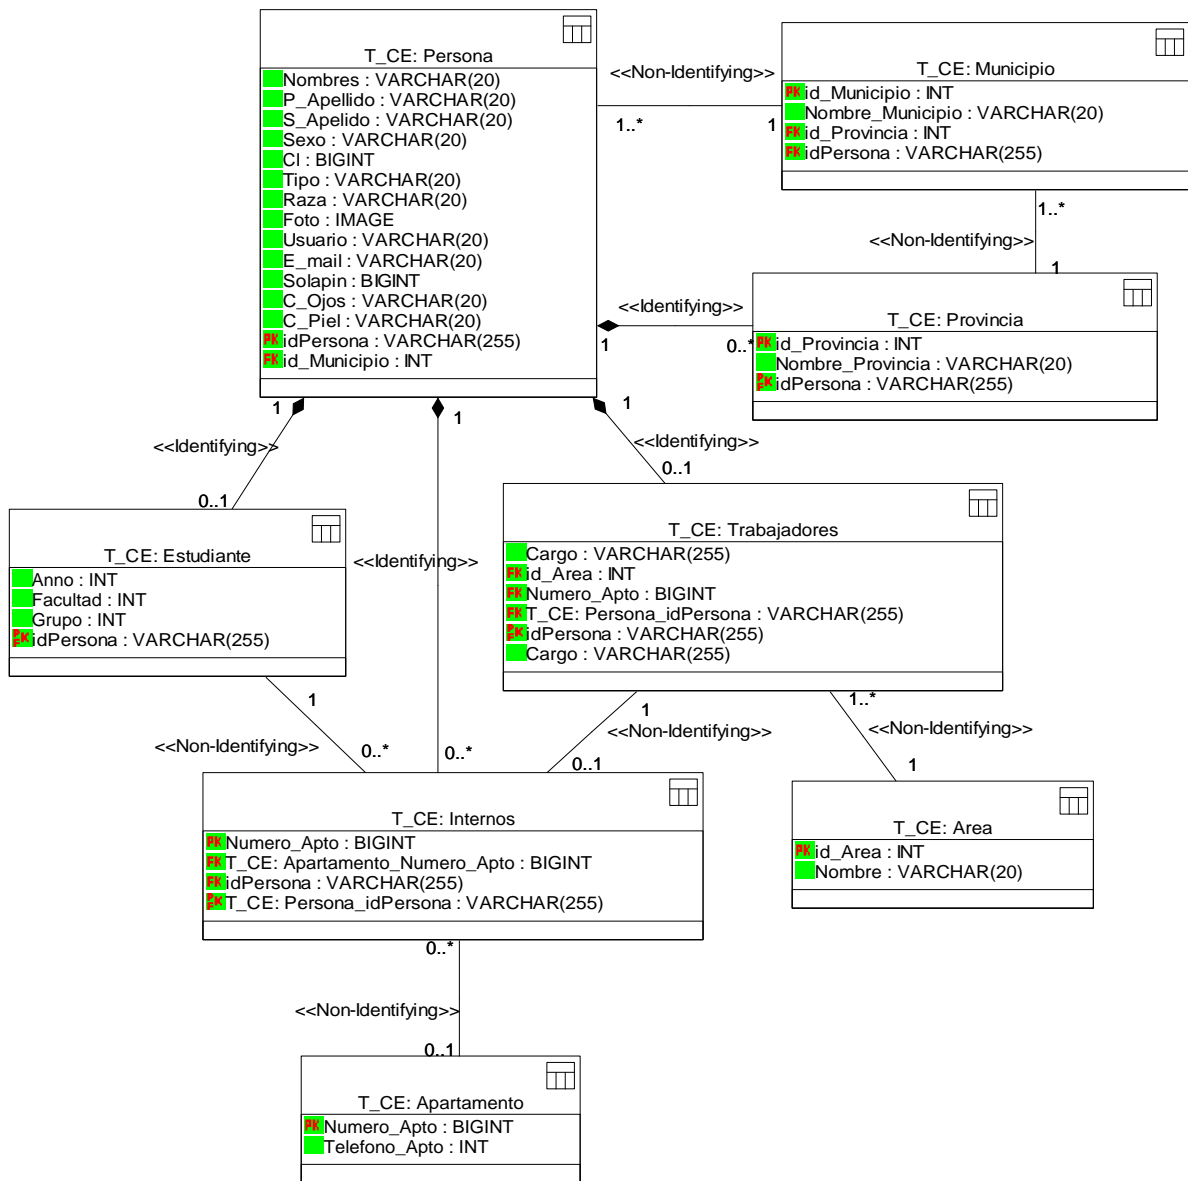 T_CE: Persona
Nombres : VARCHAR(20)
P_Apellido : VARCHAR(20)
S_Apelido : VARCHAR(20)
Sexo : VARCHAR(20)
CI : BIGINT
Tipo : VARCHAR(20)
Raza : VARCHAR(20)
Foto : IMAGE
Usuario : VARCHAR(20)
E_mail : VARCHAR(20)
Solapin : BIGINT
C_Ojos : VARCHAR(20)
C_Piel : VARCHAR(20)
PK idPersona : VARCHAR(255)
FK id_Municipio : INT
<<Non-Identifying>>
1..*
1
T_CE: Municipio
PK id_Municipio : INT
Nombre_Municipio : VARCHAR(20)
FK id_Provincia : INT
FK idPersona : VARCHAR(255)
1..*
<<Non-Identifying>>
1
<<Identifying>>
1
0..*
T_CE: Provincia
PK id_Provincia : INT
Nombre_Provincia : VARCHAR(20)
PFK idPersona : VARCHAR(255)
1
<<Identifying>>
0..1
1
<<Identifying>>
0..*
1
<<Identifying>>
0..1
T_CE: Estudiante
Anno : INT
Facultad : INT
Grupo : INT
PFK idPersona : VARCHAR(255)
T_CE: Trabajadores
Cargo : VARCHAR(255)
FK id_Area : INT
FK Numero_Apto : BIGINT
FK T_CE: Persona_idPersona : VARCHAR(255)
PFK idPersona : VARCHAR(255)
Cargo : VARCHAR(255)
1
<<Non-Identifying>>
0..*
1
<<Non-Identifying>>
0..1
1..*
<<Non-Identifying>>
1
T_CE: Internos
PK Numero_Apto : BIGINT
FK T_CE: Apartamento_Numero_Apto : BIGINT
FK idPersona : VARCHAR(255)
PFK T_CE: Persona_idPersona : VARCHAR(255)
T_CE: Area
PK id_Area : INT
Nombre : VARCHAR(20)
0..*
<<Non-Identifying>>
0..1
T_CE: Apartamento
PK Numero_Apto : BIGINT
Telefono_Apto : INT